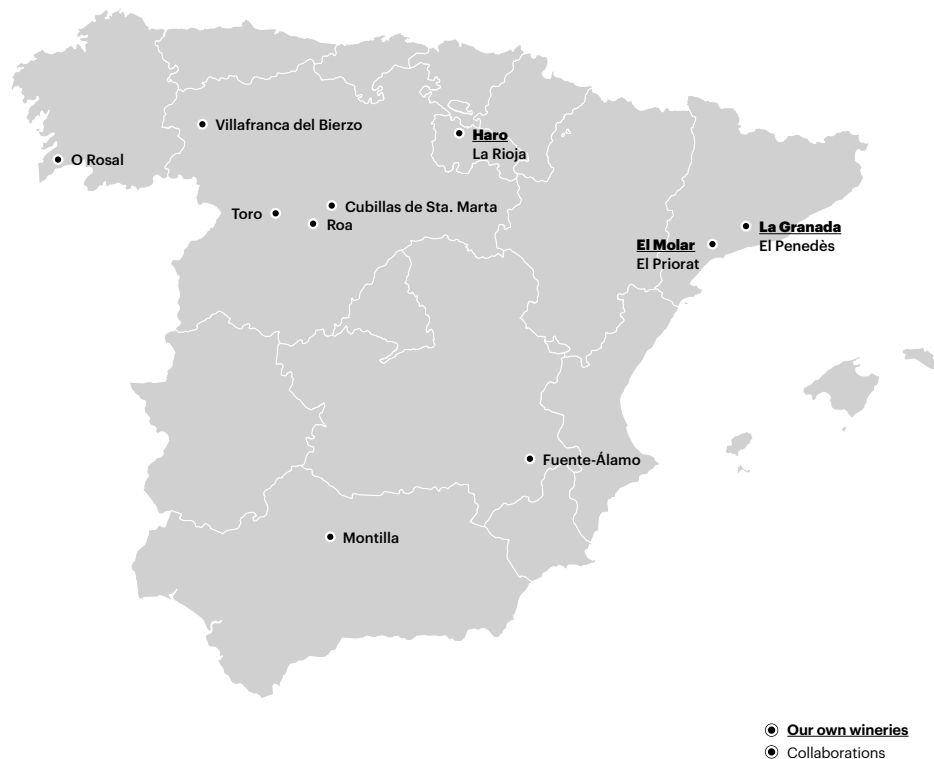 Villafranca del Bierzo
Haro
La Rioja
O Rosal
Cubillas de Sta. Marta
Toro
Roa
La Granada
El Penedès
El Molar
El Priorat
Fuente-Álamo
Montilla
Our own wineries
Collaborations